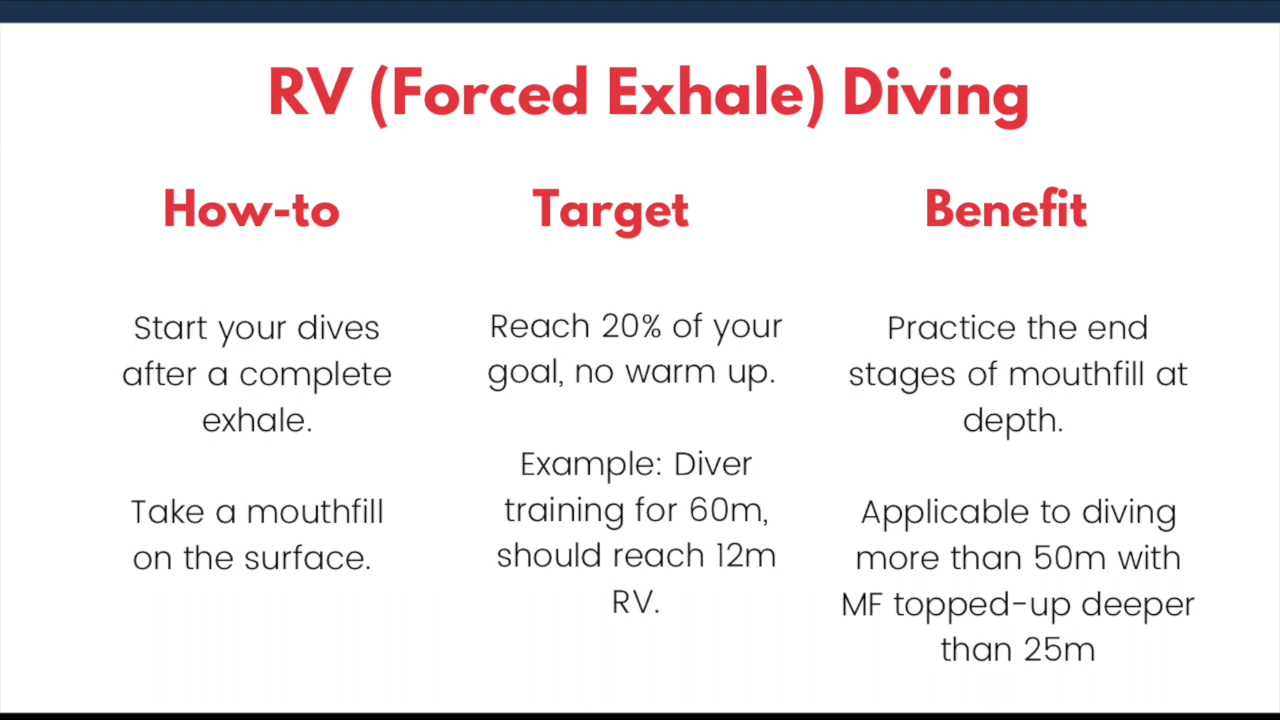 RV (Forced Exhale) Diving
How-to
Start your dives
after a complete
exhale.
Take a mouthfill
on the surface.
Target
Reach 20% of your
goal, no warm up.
Example: Diver
training for 60m,
should reach 12m
RV.
Benefit
Practice the end
stages of mouthfill at
depth.
Applicable to diving
more than 50m with
MF topped-up deeper
than 25m